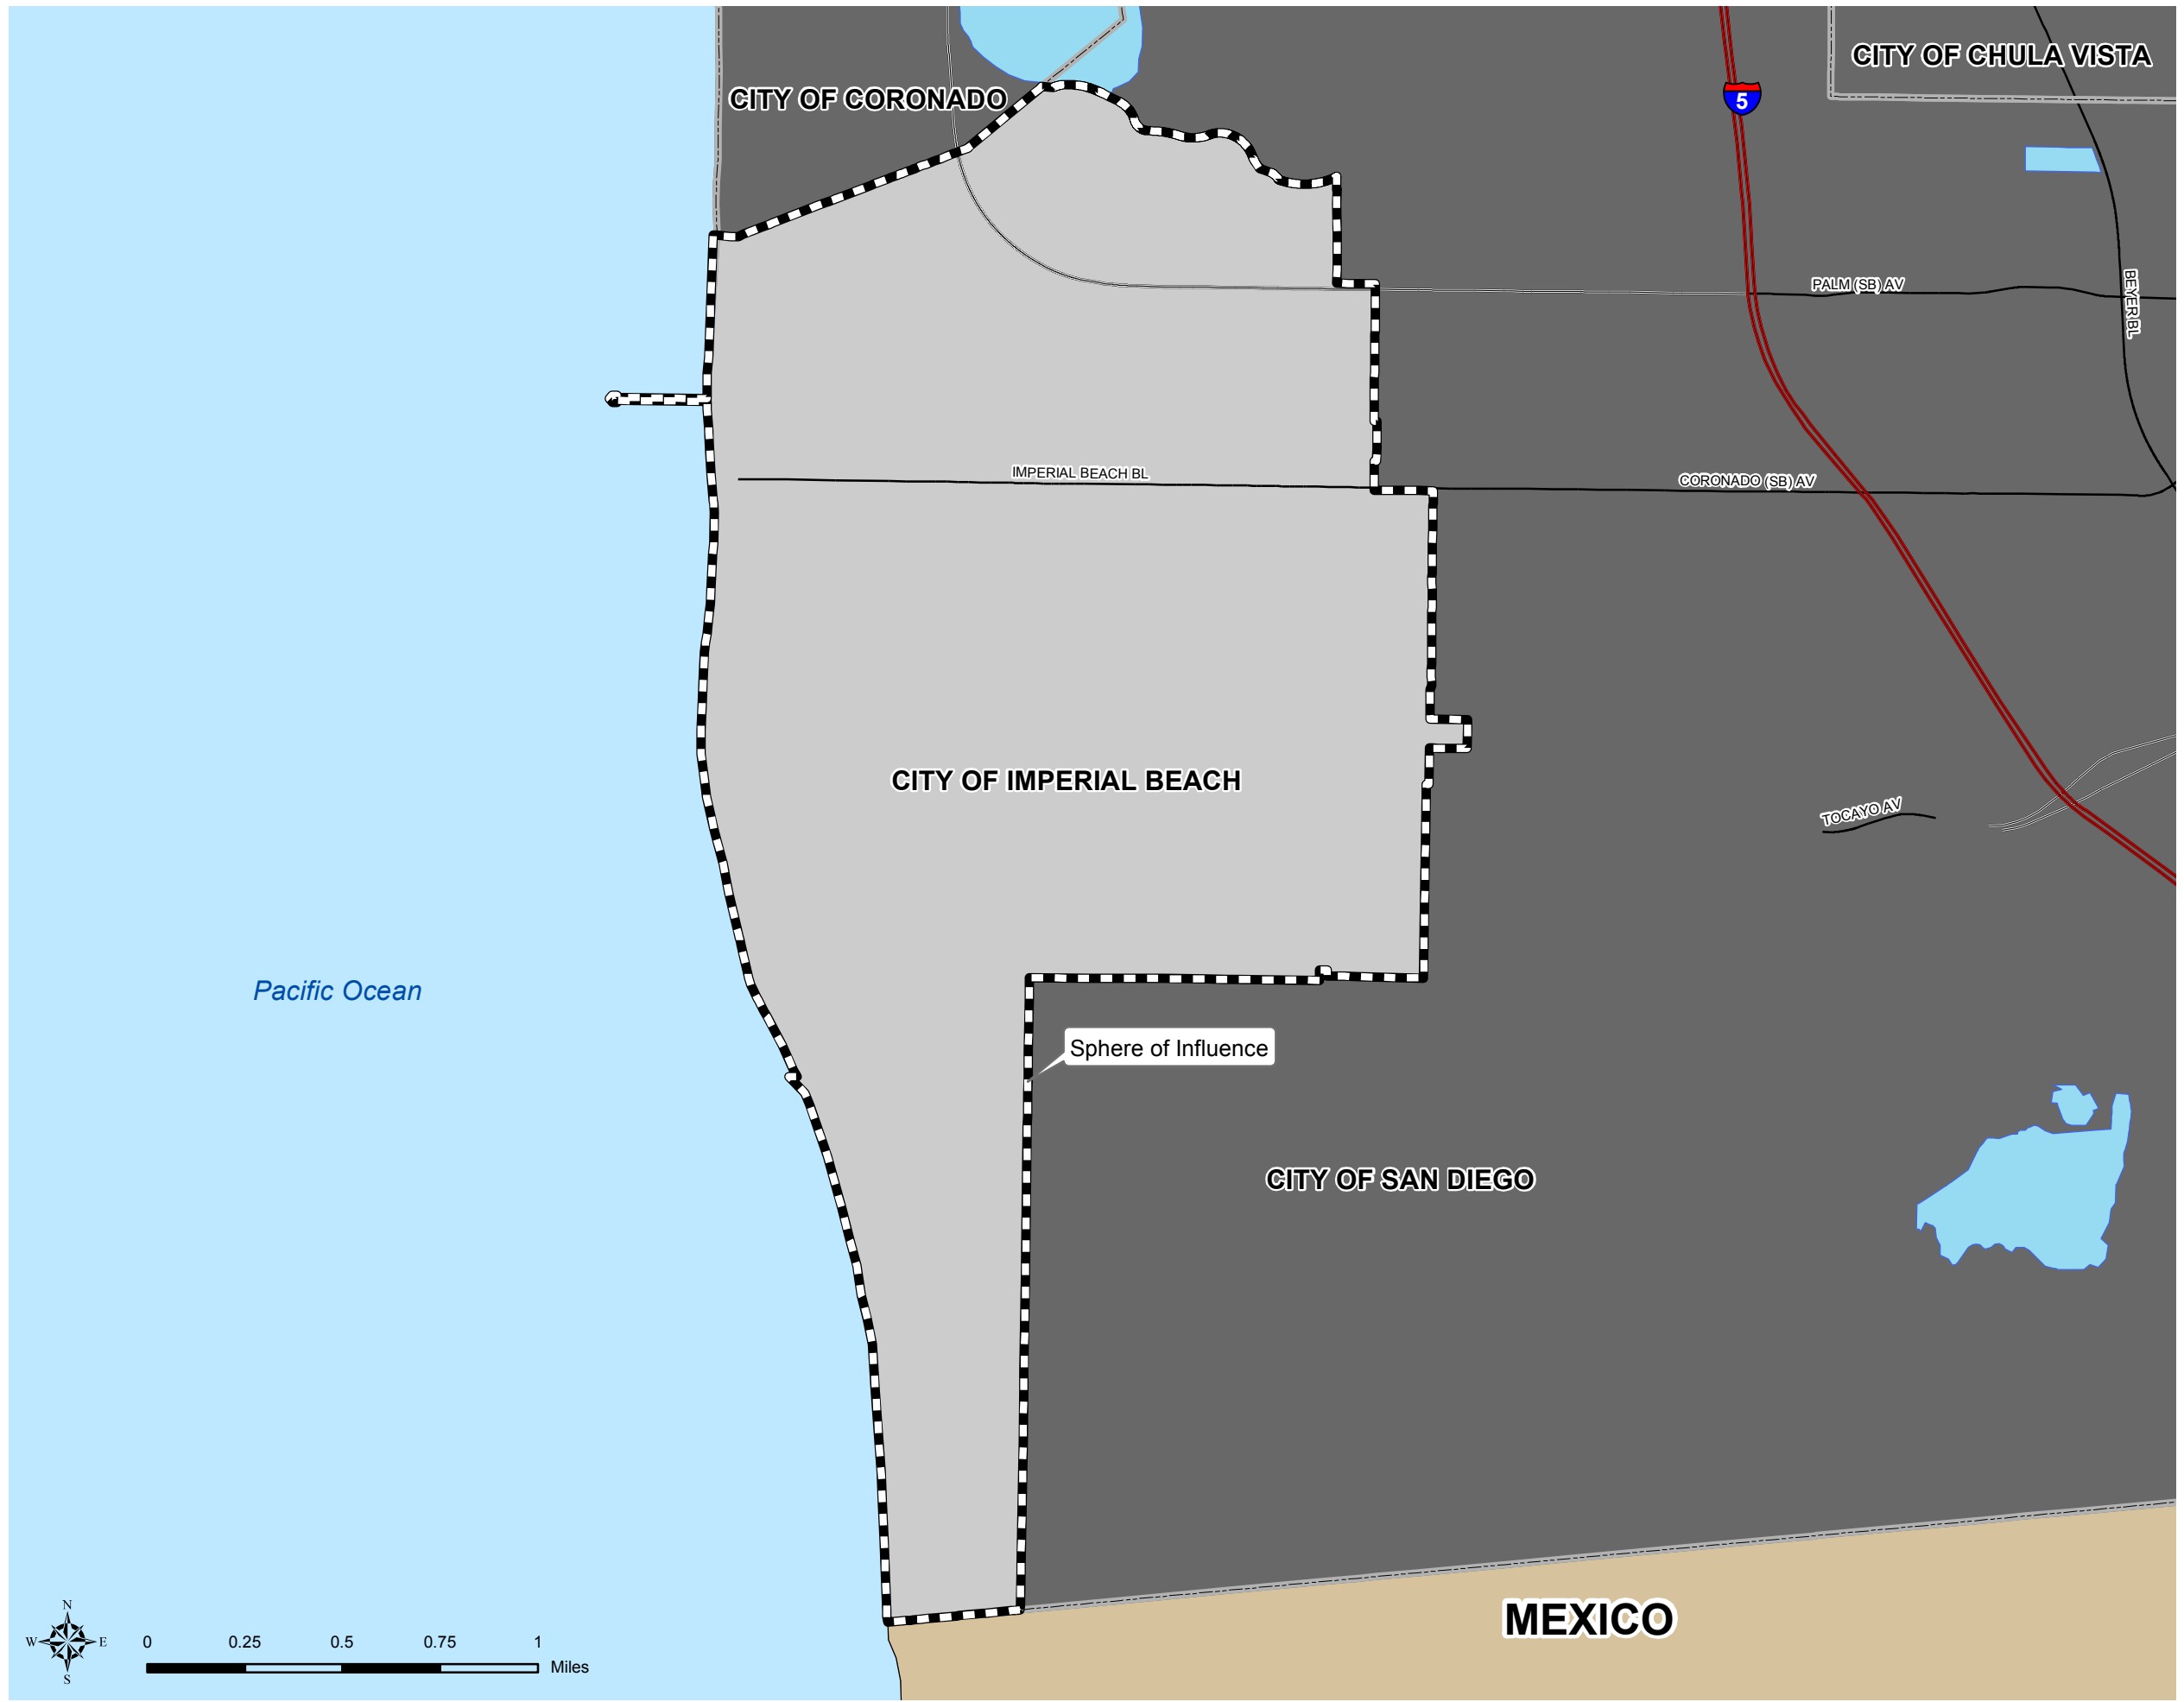 CITY OF CHULA VISTA
CITY OF CORONADO
5
PALM (SB) AV
BEYER BL
IMPERIAL BEACH BL
CORONADO (SB) AV
CITY OF IMPERIAL BEACH
TOCAYO AV
Pacific Ocean
Sphere of Influence
CITY OF SAN DIEGO
MEXICO
N
W E
S
0 0.25 0.5 0.75 1
Miles